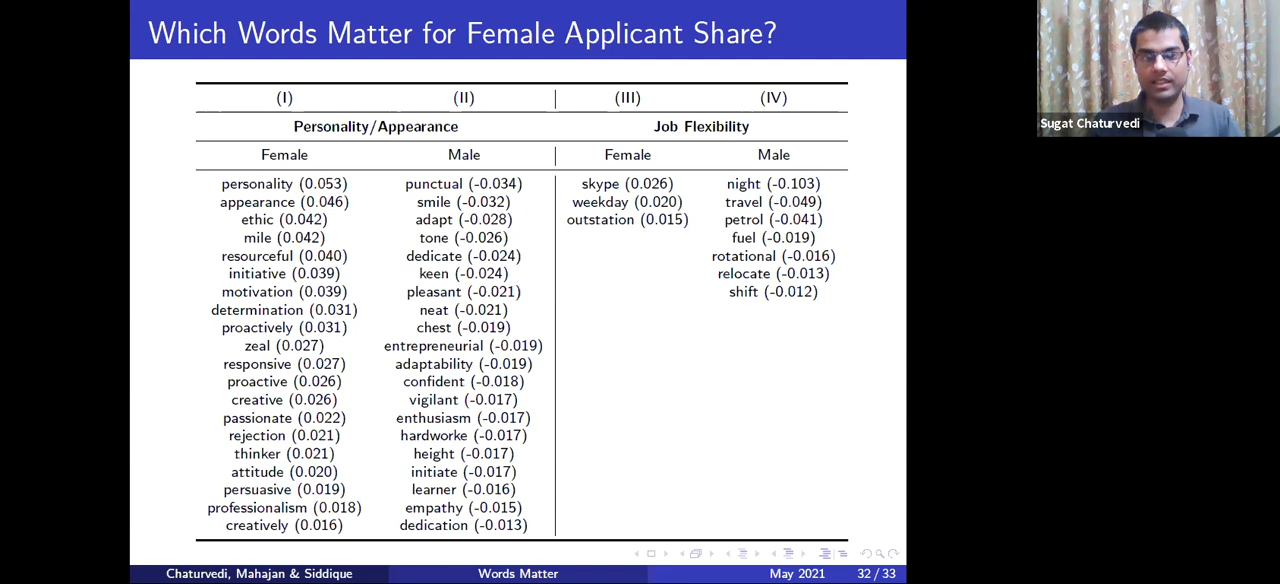 Which Words Matter for Female Applicant Share?
(I) (II) (III) (IV)
Personality/Appearance Job Flexibility
Female Male Female Male
personality (0.053) punctual (-0.034) skype (0.026) night (-0.103)
appearance (0.046) smile (-0.032) weekday (0.020) travel (-0.049)
ethic (0.042) adapt (-0.028) outstation (0.015) petrol (-0.041)
mile (0.042) tone (-0.026) fuel (-0.019)
resourceful (0.040) dedicate (-0.024) rotational (-0.016)
initiative (0.039) keen (-0.024) relocate (-0.013)
motivation (0.039) pleasant (-0.021) shift (-0.012)
determination (0.031) neat (-0.021)
proactively (0.031) chest (-0.019)
zeal (0.027) entrepreneurial (-0.019)
responsive (0.027) adaptability (-0.019)
proactive (0.026) confident (-0.018)
creative (0.026) vigilant (-0.017)
passionate (0.022) enthusiasm (-0.017)
rejection (0.021) hardworke (-0.017)
thinker (0.021) height (-0.017)
attitude (0.020) initiate (-0.017)
persuasive (0.019) learner (-0.016)
professionalism (0.018) empathy (-0.015)
creatively (0.016) dedication (-0.013)
Chaturvedi, Mahajan & Siddique Words Matter May 2021 32 / 33
Sugat Chaturvedi